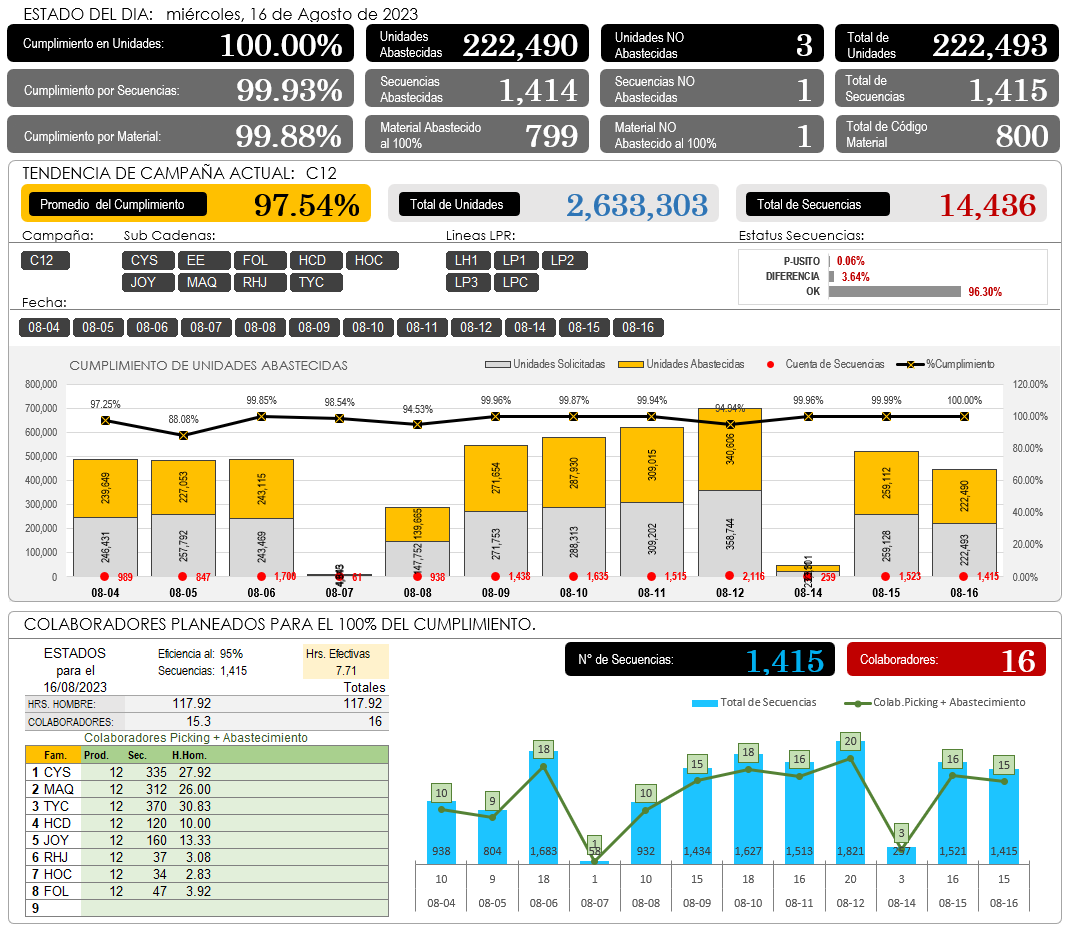 ESTADO DEL DIA: miércoles, 16 de Agosto de 2023
Cumplimiento en Unidades: 100.00%
Unidades Abastecidas 222,490
Unidades NO Abastecidas 3
Total de Unidades 222,493
Cumplimiento por Secuencias: 99.93%
Secuencias Abastecidas 1,414
Secuencias NO Abastecidas 1
Total de Secuencias 1,415
Cumplimiento por Material: 99.88%
Material Abastecido al 100% 799
Material NO Abastecido al 100% 1
Total de Código Material 800
TENDENCIA DE CAMPAÑA ACTUAL: C12
Promedio del Cumplimiento 97.54%
Total de Unidades 2,633,303
Total de Secuencias 14,436
Campaña: Sub Cadenas: Lineas LPR: Estatus Secuencias:
C12 CYS EE FOL HCD HOC LH1 LP1 LP2
JOY MAQ RHJ TYC LP3 LPC
P-USITO 0.06%
DIFERENCIA 3.64%
OK 96.30%
Fecha:
08-04 08-05 08-06 08-07 08-08 08-09 08-10 08-11 08-12 08-14 08-15 08-16
CUMPLIMIENTO DE UNIDADES ABASTECIDAS
Unidades Solicitadas Unidades Abastecidas Cuenta de Secuencias %Cumplimiento
800,000 700,000 600,000 500,000 400,000 300,000 200,000 100,000 0
120.00% 100.00% 80.00% 60.00% 40.00% 20.00% 0.00%
97.25% 88.08% 99.85% 98.54% 94.53% 99.96% 99.87% 99.94% 94.94% 99.96% 99.99% 100.00%
239,649 227,053 243,115 139,665 271,654 287,930 309,015 340,606 259,112 222,490
246,431 257,792 243,469 147,752 271,753 288,313 309,202 358,744 259,128 222,493
989 847 1,700 61 938 1,438 1,635 1,515 2,116 259 1,523 1,415
08-04 08-05 08-06 08-07 08-08 08-09 08-10 08-11 08-12 08-14 08-15 08-16
COLABORADORES PLANEADOS PARA EL 100% DEL CUMPLIMIENTO.
ESTADOS para el 16/08/2023
Eficiencia al: 95%
Secuencias: 1,415
Hrs. Efectivas
7.71
Totales
HRS. HOMBRE: 117.92 117.92
COLABORADORES: 15.3 16
Colaboradores Picking + Abastecimiento
Fam. Prod. Sec. H.Hom.
1 CYS 12 335 27.92
2 MAQ 12 312 26.00
3 TYC 12 370 30.83
4 HCD 12 120 10.00
5 JOY 12 160 13.33
6 RHJ 12 37 3.08
7 HOC 12 34 2.83
8 FOL 12 47 3.92
9
N° de Secuencias: 1,415
Colaboradores: 16
Total de Secuencias Colab.Picking + Abastecimiento
10 9 18 1 10 15 18 16 20 3 16 15
938 804 1,683 58 932 1,434 1,627 1,513 1,821 297 1,521 1,415
10 9 18 1 10 15 18 16 20 3 16 15
08-04 08-05 08-06 08-07 08-08 08-09 08-10 08-11 08-12 08-14 08-15 08-16